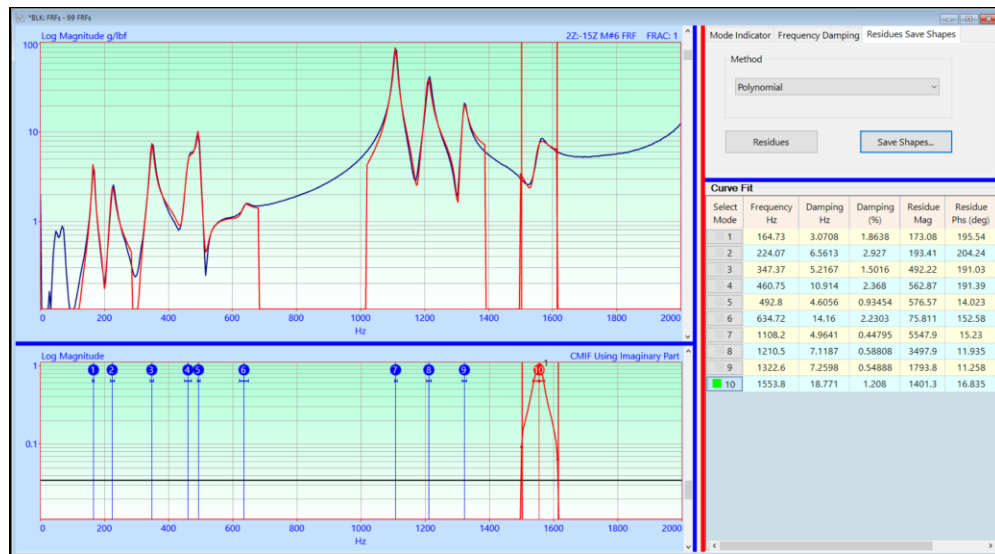 *BLK: FRFs - 99 FRFs
Log Magnitude g/lbf 2Z:-15Z M#6 FRF FRAC: 1
100
10
1
0 200 400 600 800 1000 1200 1400 1600 1800 2000
Hz
Log Magnitude CMIF Using Imaginary Part
1
0.1
1 2 3 4 5 6 7 8 9 10 1
0 200 400 600 800 1000 1200 1400 1600 1800 2000
Hz
Mode Indicator Frequency Damping Residues Save Shapes
Method
Polynomial
Residues Save Shapes...
Curve Fit
Select Mode Frequency Hz Damping Hz Damping (%) Residue Mag Residue Phs (deg)
1 164.73 3.0708 1.8638 173.08 195.54
2 224.07 6.5613 2.927 193.41 204.24
3 347.37 5.2167 1.5016 492.22 191.03
4 460.75 10.914 2.368 562.87 191.39
5 492.8 4.6056 0.93454 576.57 14.023
6 634.72 14.16 2.2303 75.811 152.58
7 1108.2 4.9641 0.44795 5547.9 15.23
8 1210.5 7.1187 0.58808 3497.9 11.935
9 1322.6 7.2598 0.54888 1793.8 11.258
10 1553.8 18.771 1.208 1401.3 16.835